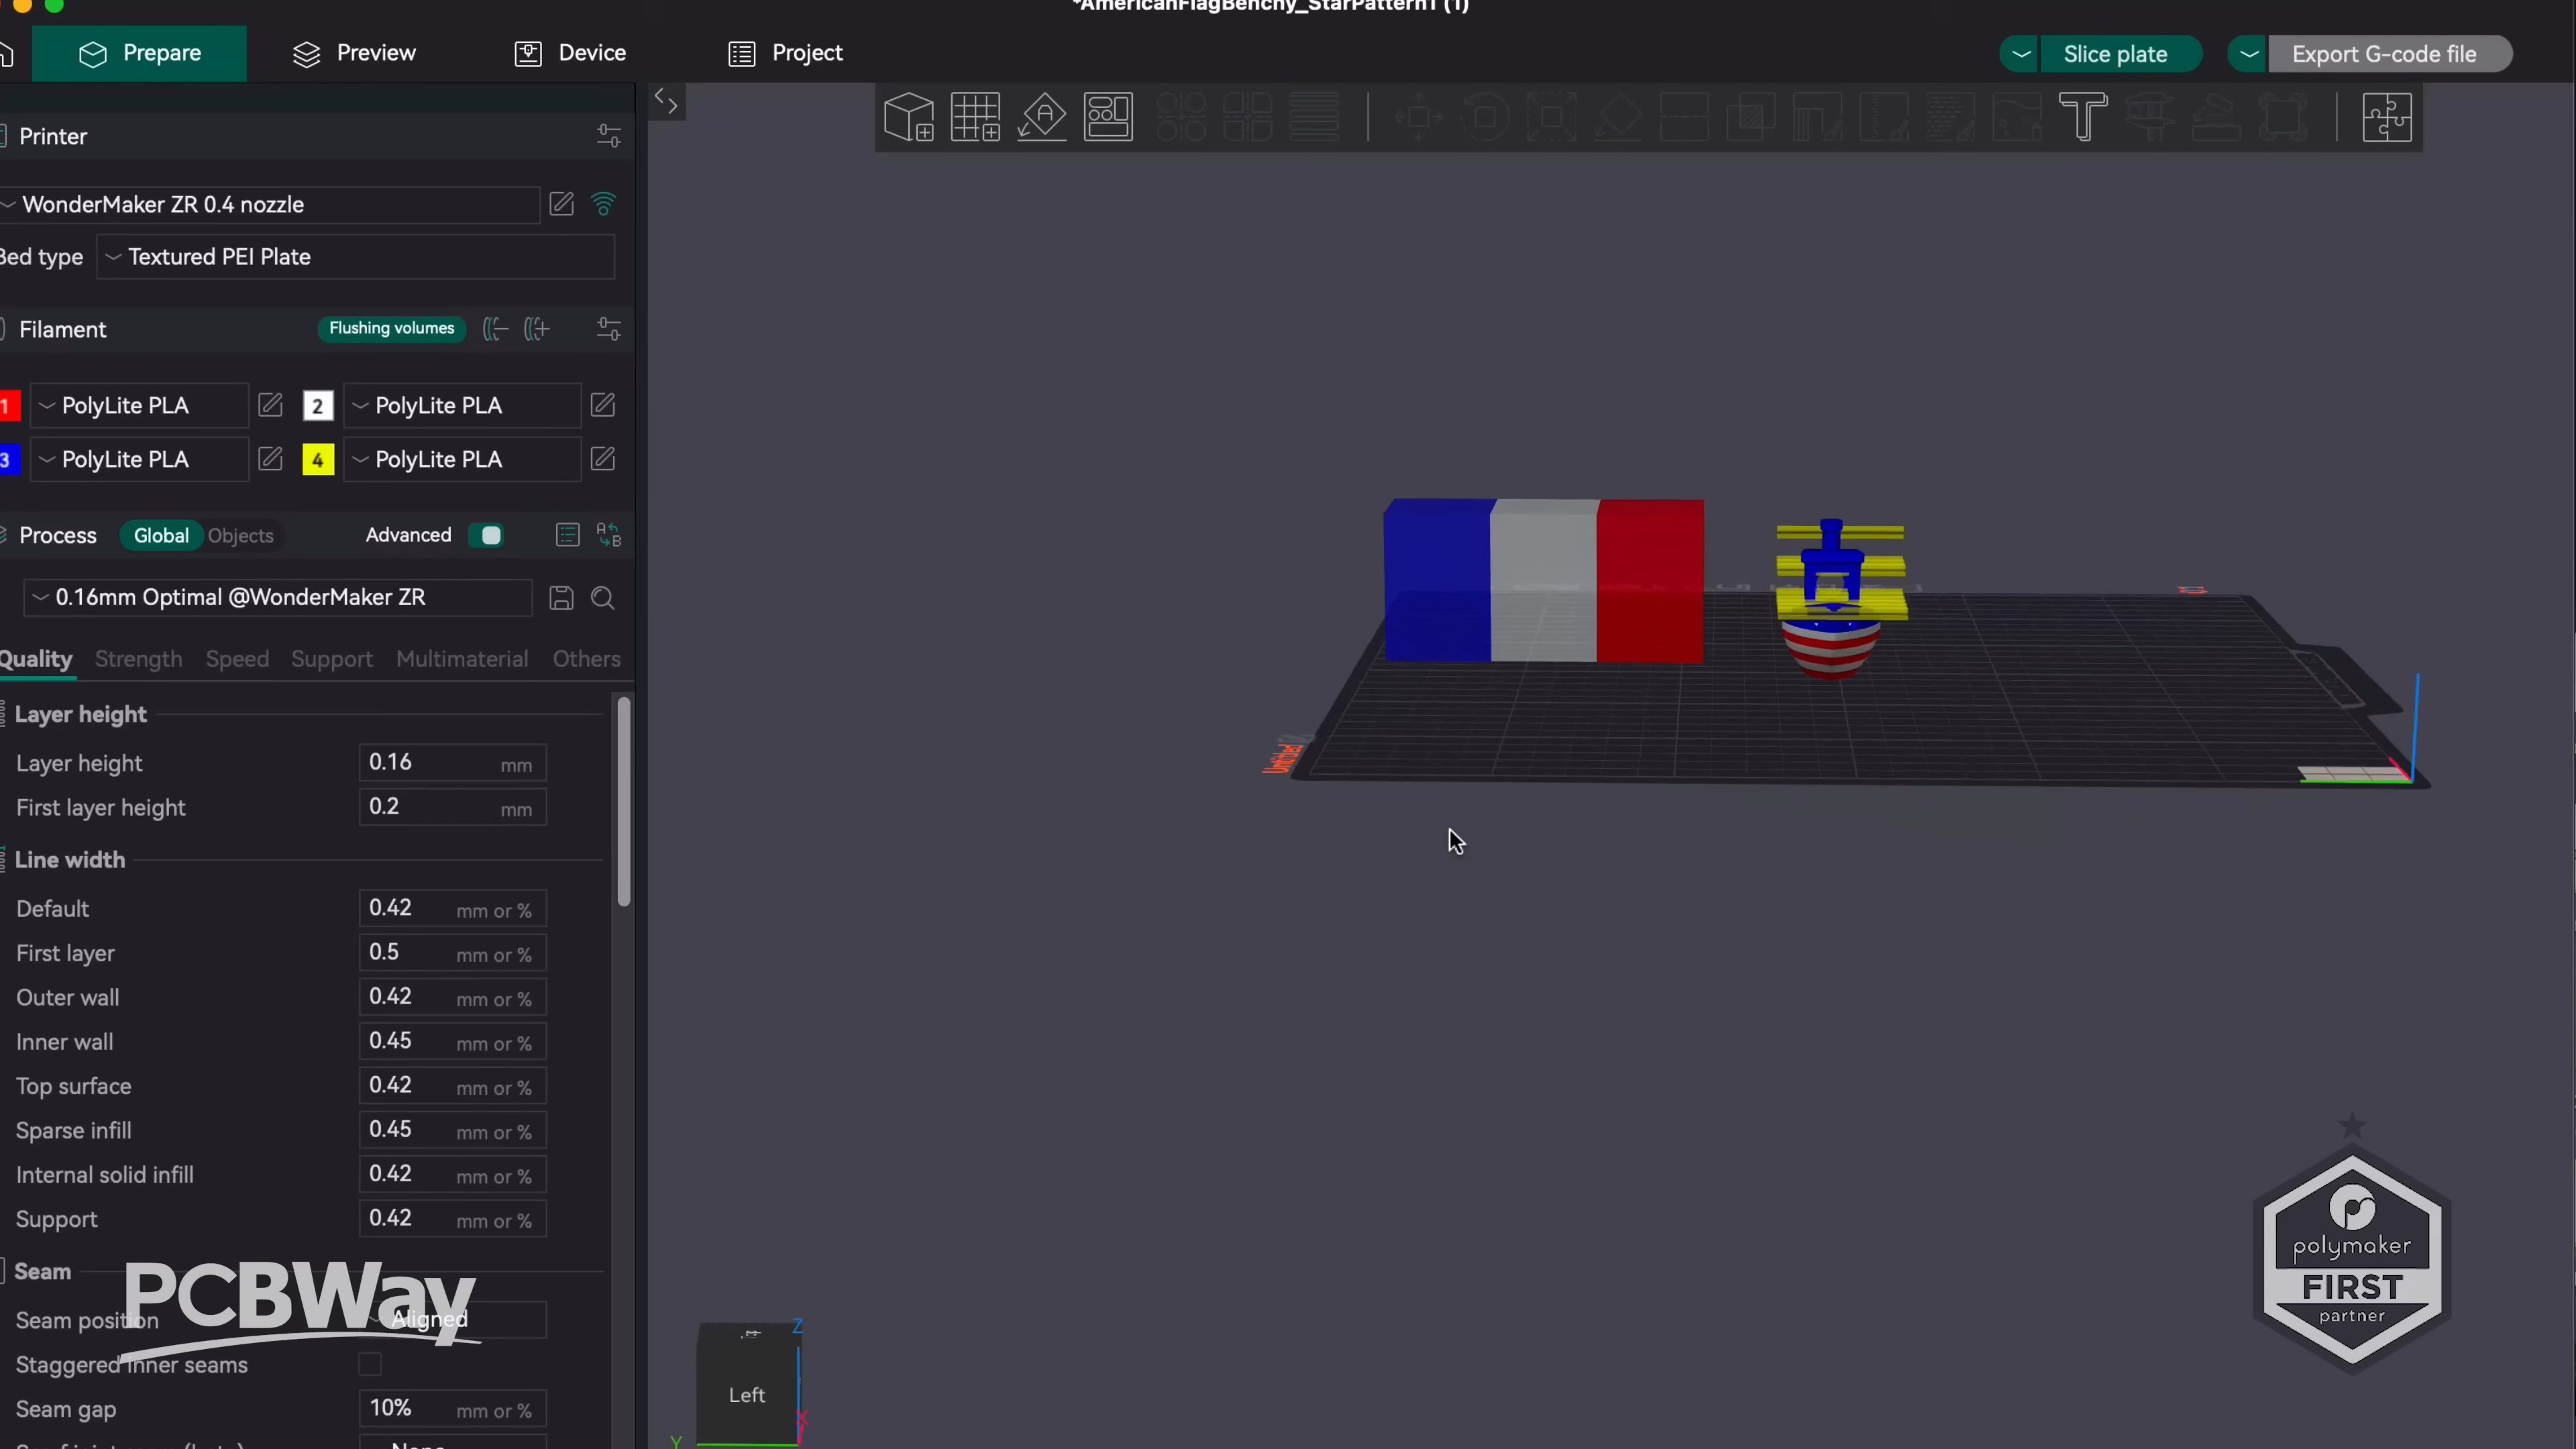 *AmericanFlagBenchy_StarPattern1 (1)
Prepare
Preview
Device
Project
Slice plate
Export G-code file
Printer
WonderMaker ZR 0.4 nozzle
Bed type
Textured PEI Plate
Filament
Flushing volumes
1 PolyLite PLA
2 PolyLite PLA
3 PolyLite PLA
4 PolyLite PLA
Process
Global
Objects
Advanced
0.16mm Optimal @WonderMaker ZR
Quality
Strength
Speed
Support
Multimaterial
Others
Layer height
Layer height 0.16 mm
First layer height 0.2 mm
Line width
Default 0.42 mm or %
First layer 0.5 mm or %
Outer wall 0.42 mm or %
Inner wall 0.45 mm or %
Top surface 0.42 mm or %
Sparse infill 0.45 mm or %
Internal solid infill 0.42 mm or %
Support 0.42 mm or %
Seam
PCBWay
Seam position Aligned
Staggered inner seams
Seam gap 10% mm or %
Untitled
Left
Z
X
Y
polymaker
FIRST
partner